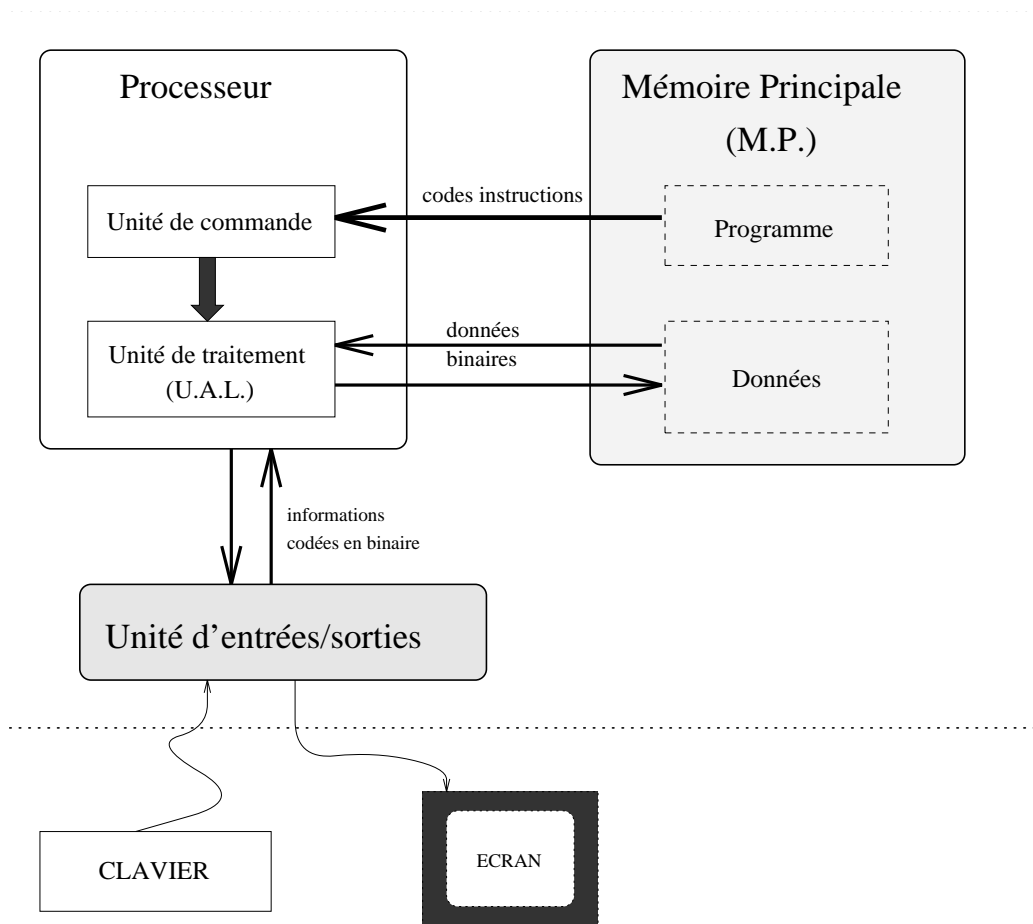 Processeur
Mémoire Principale
(M.P.)
codes instructions
Unité de commande
Programme
données
binaires
Unité de traitement
(U.A.L.)
Données
informations
codées en binaire
Unité d'entrées/sorties
CLAVIER
ECRAN